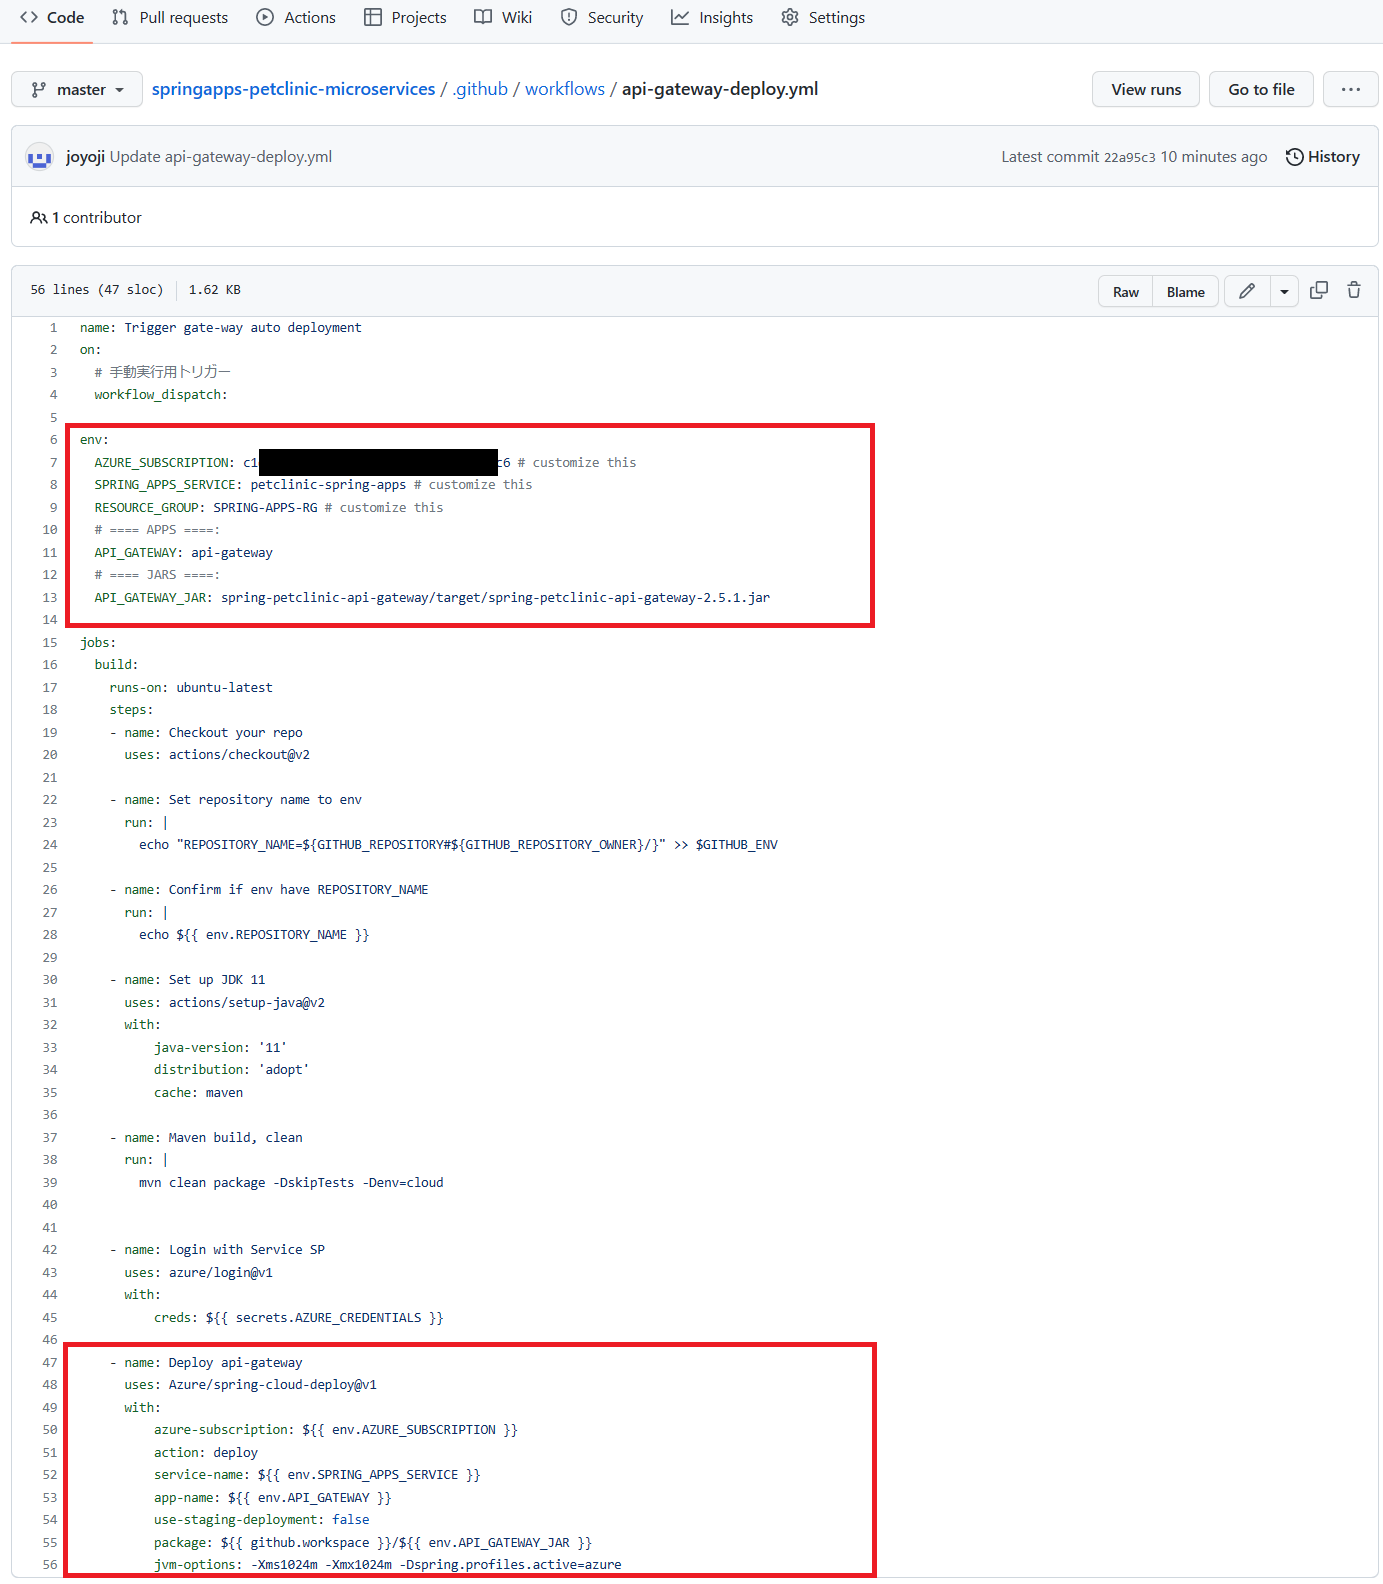 Code Pull requests Actions Projects Wiki Security Insights Settings
master springapps-petclinic-microservices / .github / workflows / api-gateway-deploy.yml View runs Go to file ...
joyoji Update api-gateway-deploy.yml Latest commit 22a95c3 10 minutes ago History
1 contributor
56 lines (47 sloc) 1.62 KB Raw Blame
1 name: Trigger gate-way auto deployment
2 on:
3 # 手動実行用トリガー
4 workflow_dispatch:
5
6 env:
7 AZURE_SUBSCRIPTION: c1 c6 # customize this
8 SPRING_APPS_SERVICE: petclinic-spring-apps # customize this
9 RESOURCE_GROUP: SPRING-APPS-RG # customize this
10 # ==== APPS ====:
11 API_GATEWAY: api-gateway
12 # ==== JARS ====:
13 API_GATEWAY_JAR: spring-petclinic-api-gateway/target/spring-petclinic-api-gateway-2.5.1.jar
14
15 jobs:
16 build:
17 runs-on: ubuntu-latest
18 steps:
19 - name: Checkout your repo
20 uses: actions/checkout@v2
21
22 - name: Set repository name to env
23 run: |
24 echo "REPOSITORY_NAME=${GITHUB_REPOSITORY#${GITHUB_REPOSITORY_OWNER}/}" >> $GITHUB_ENV
25
26 - name: Confirm if env have REPOSITORY_NAME
27 run: |
28 echo ${{ env.REPOSITORY_NAME }}
29
30 - name: Set up JDK 11
31 uses: actions/setup-java@v2
32 with:
33 java-version: '11'
34 distribution: 'adopt'
35 cache: maven
36
37 - name: Maven build, clean
38 run: |
39 mvn clean package -DskipTests -Denv=cloud
40
41
42 - name: Login with Service SP
43 uses: azure/login@v1
44 with:
45 creds: ${{ secrets.AZURE_CREDENTIALS }}
46
47 - name: Deploy api-gateway
48 uses: Azure/spring-cloud-deploy@v1
49 with:
50 azure-subscription: ${{ env.AZURE_SUBSCRIPTION }}
51 action: deploy
52 service-name: ${{ env.SPRING_APPS_SERVICE }}
53 app-name: ${{ env.API_GATEWAY }}
54 use-staging-deployment: false
55 package: ${{ github.workspace }}/${{ env.API_GATEWAY_JAR }}
56 jvm-options: -Xms1024m -Xmx1024m -Dspring.profiles.active=azure